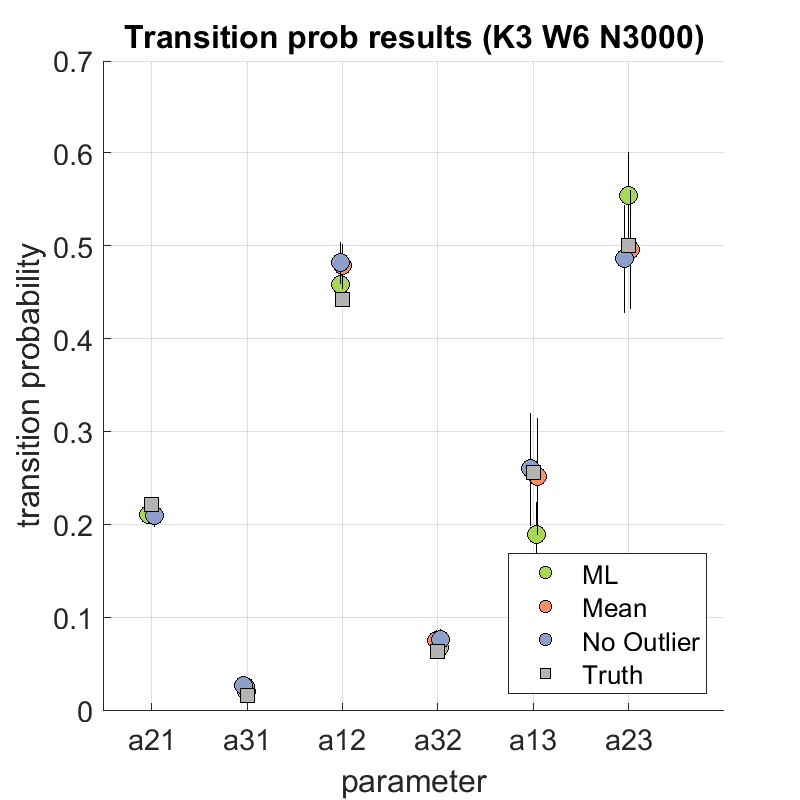 Transition prob results (K3 W6 N3000)
0.7
0.6
0.5
0.4
0.3
0.2
0.1
0
transition probability
ML
Mean
No Outlier
Truth
a21 a31 a12 a32 a13 a23
parameter